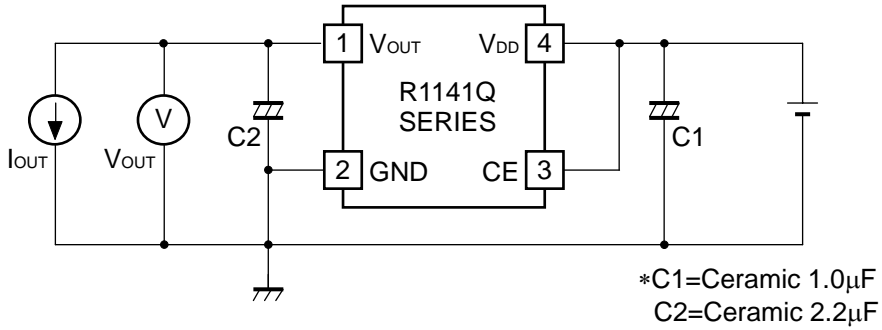 1 VOUT VDD 4
R1141Q
SERIES
V
C2
C1
IOUT
VOUT
2 GND CE 3
*C1=Ceramic 1.0μF
C2=Ceramic 2.2μF